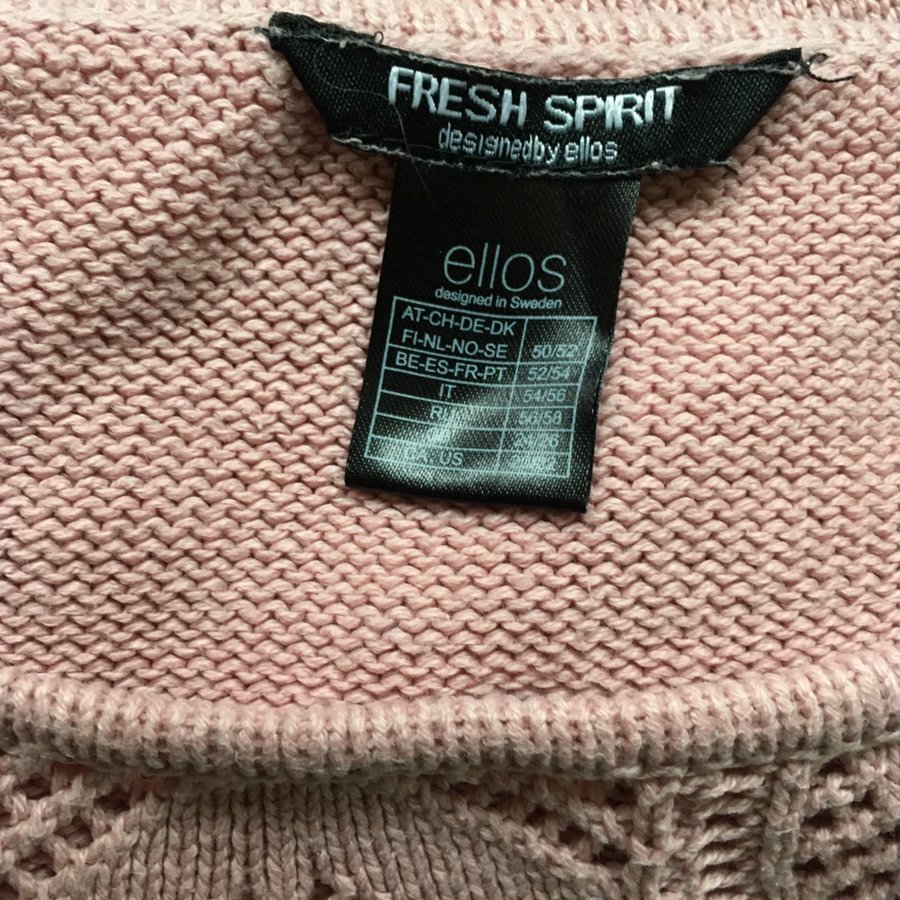 FRESH SPIRIT
designedby ellos
ellos
designed in Sweden
AT-CH-DE-DK
FI-NL-NO-SE 50/52
BE-ES-FR-PT 52/54
IT 54/56
56/58
24/26
US